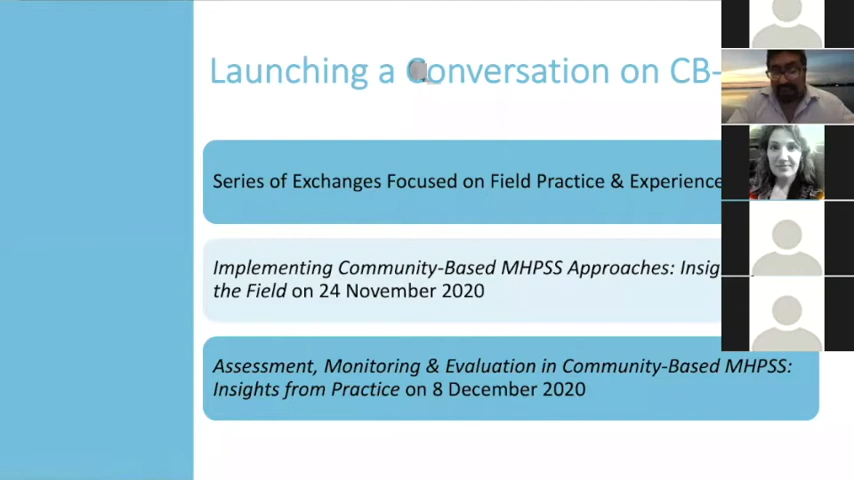 Launching a Conversation on CB-
Series of Exchanges Focused on Field Practice & Experience
Implementing Community-Based MHPSS Approaches:
the Field on 24 November 2020
Assessment, Monitoring & Evaluation in Community-Based MHPSS:
Insights from Practice on 8 December 2020